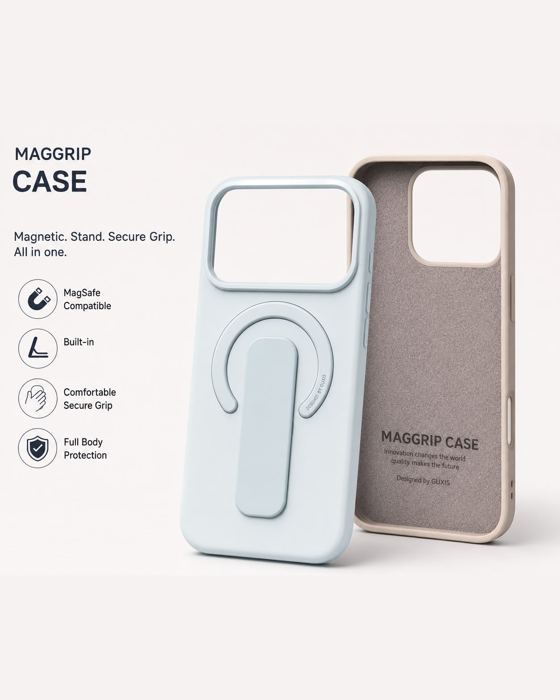 MAGGRIP
CASE
Magnetic. Stand. Secure Grip.
All in one.
MagSafe
Compatible
Built-in
Comfortable
Secure Grip
Full Body
Protection
MAGGRIP CASE
Innovation changes the world
quality makes the future
Designed by GUXIS